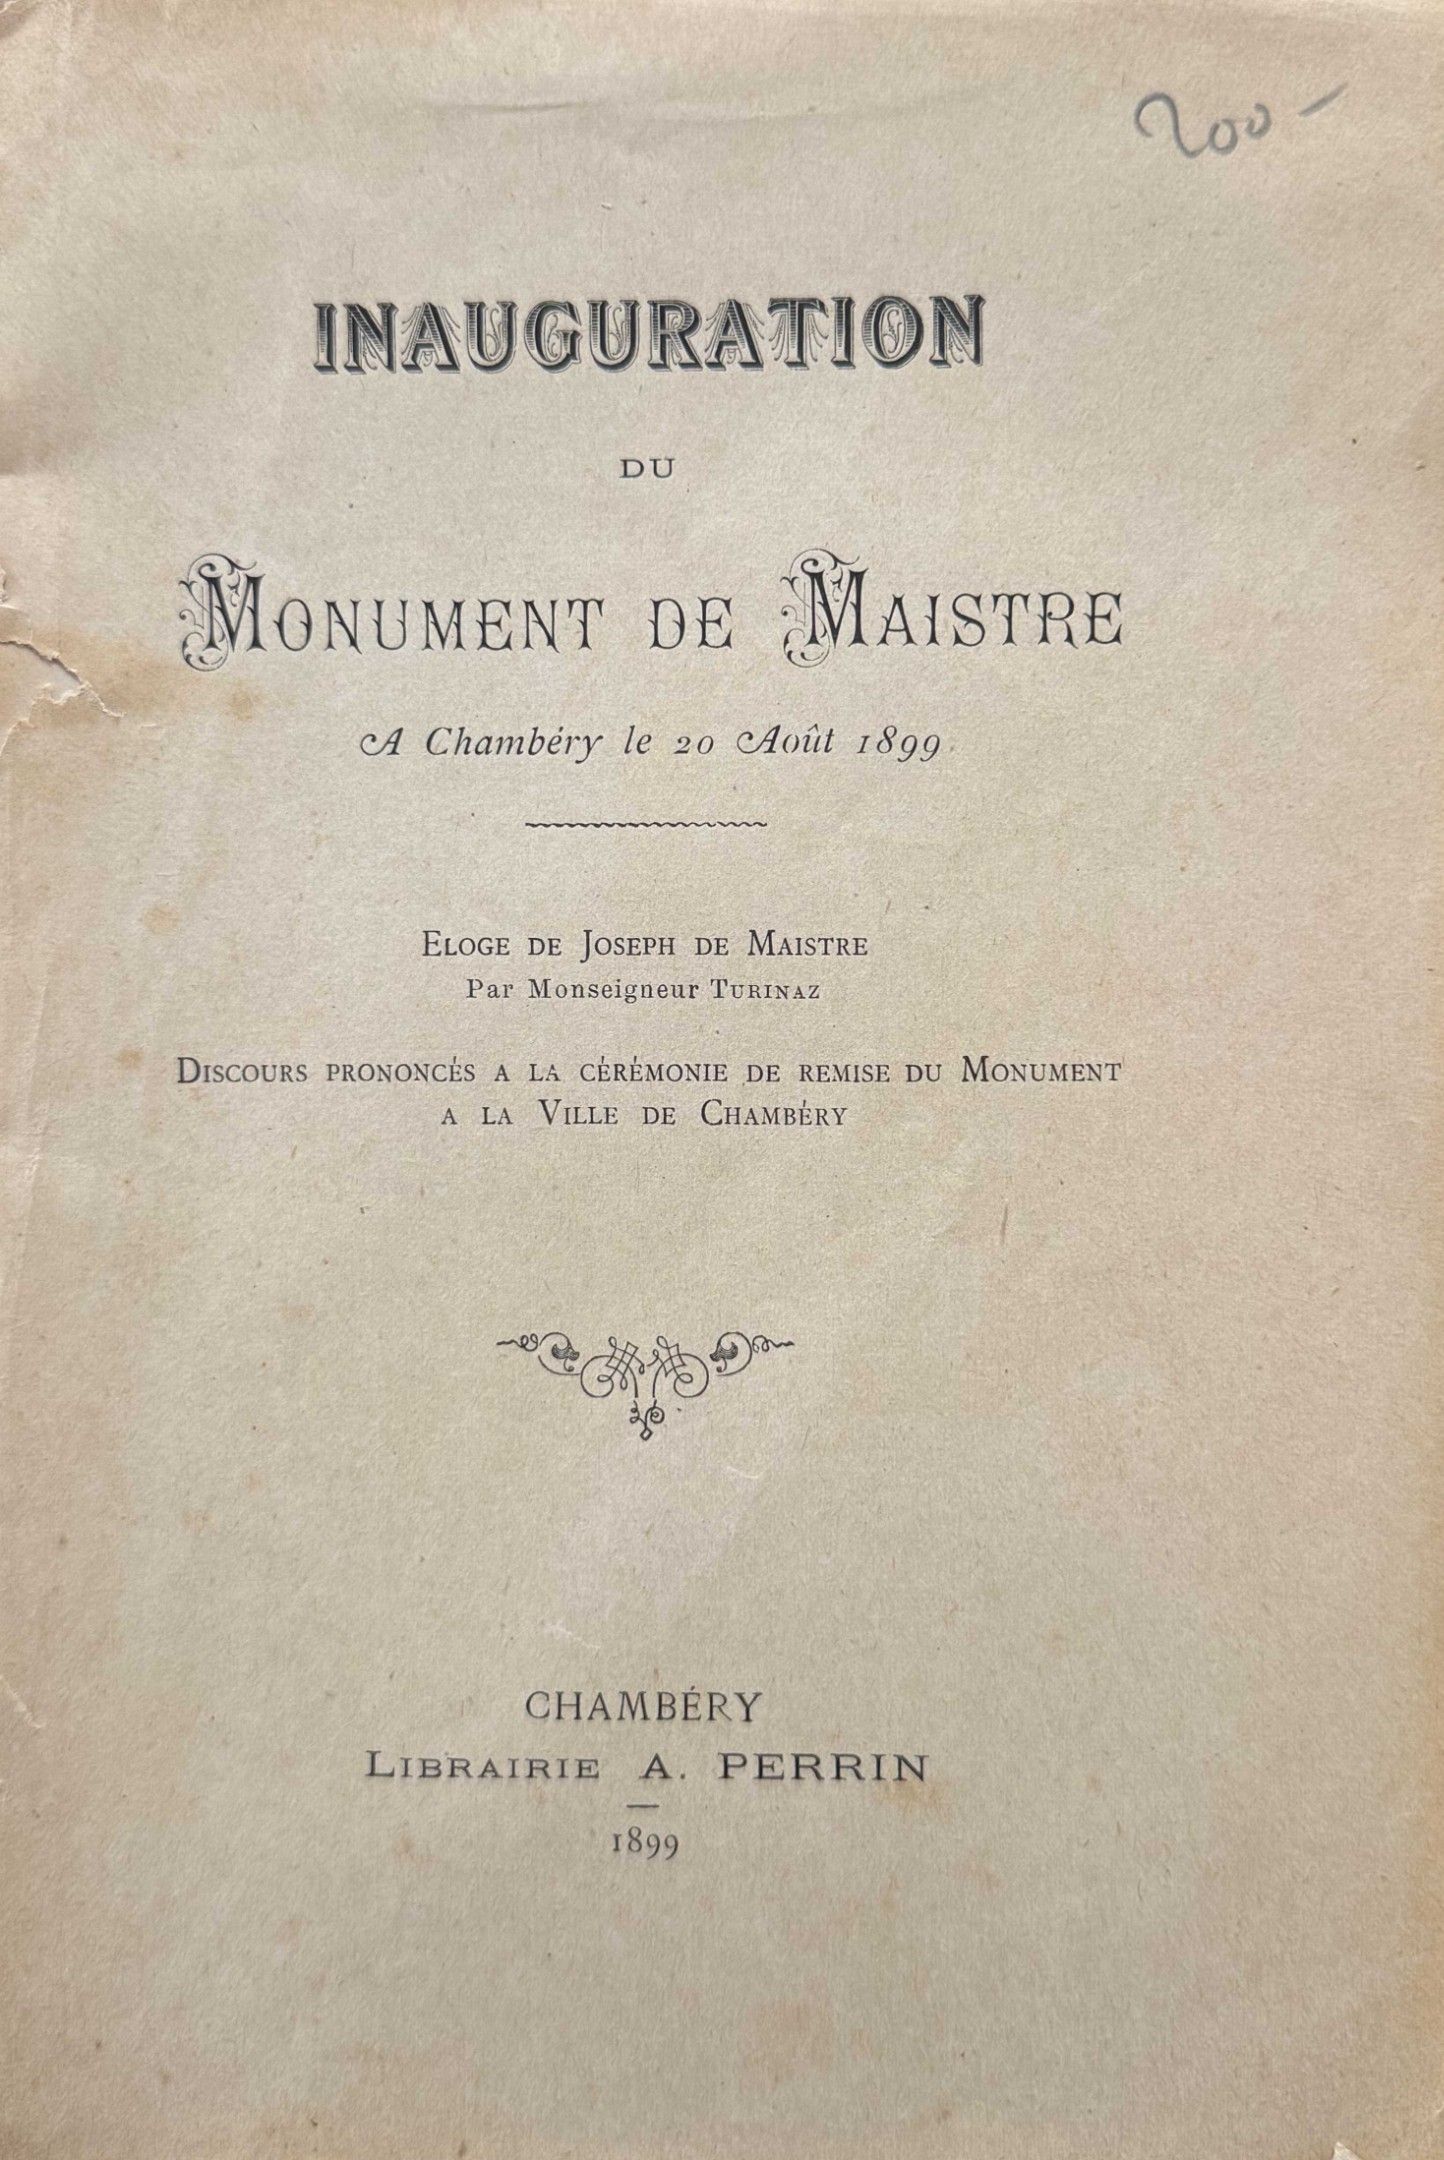 200 -
INAUGURATION
DU
MONUMENT DE MAISTRE
A Chambéry le 20 Août 1899
ELOGE DE JOSEPH DE MAISTRE
Par Monseigneur TURINAZ
DISCOURS PRONONCÉS A LA CÉRÉMONIE DE REMISE DU MONUMENT
A LA VILLE DE CHAMBÉRY
CHAMBÉRY
LIBRAIRIE A. PERRIN
1899